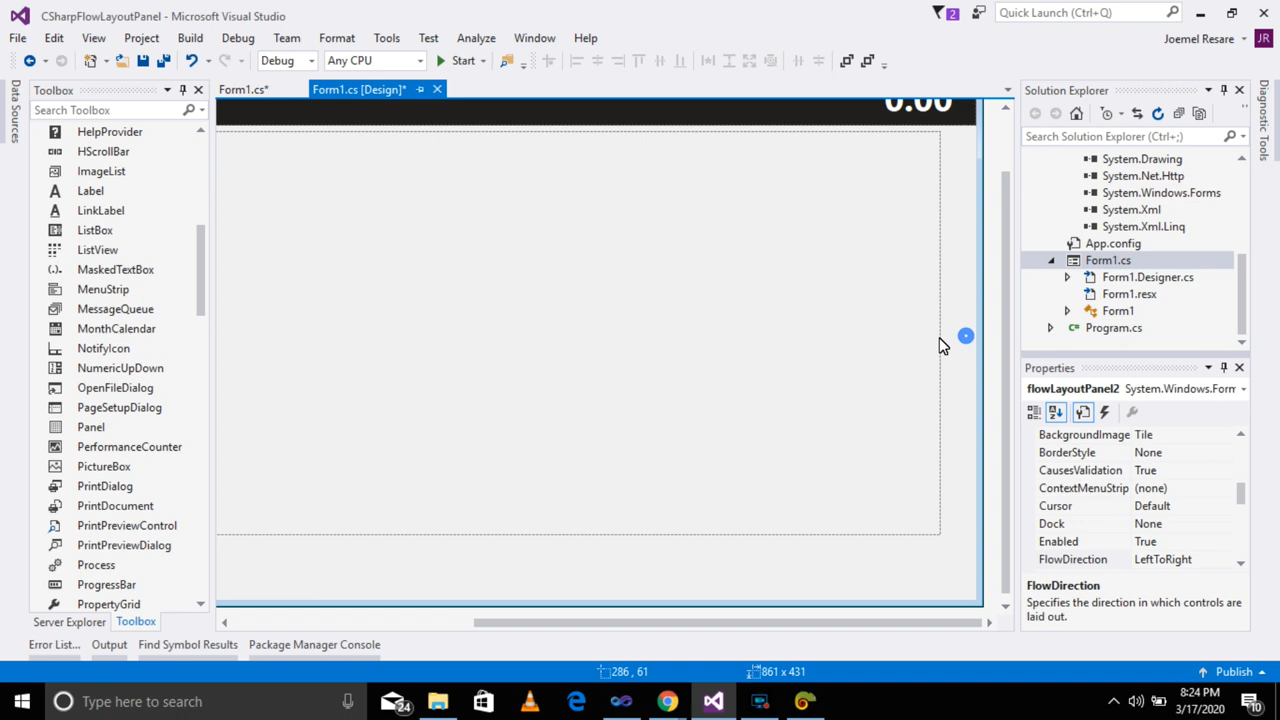 CSharpFlowLayoutPanel - Microsoft Visual Studio
2
Quick Launch (Ctrl+Q)
File Edit View Project Build Debug Team Format Tools Test Analyze Window Help
Joemel Resare JR
Debug Any CPU Start
Data Sources
Toolbox
Form1.cs*
Form1.cs [Design]*
Solution Explorer
Diagnostic Tools
Search Toolbox
0.00
Search Solution Explorer (Ctrl+;)
HelpProvider
HScrollBar
ImageList
Label
LinkLabel
ListBox
ListView
MaskedTextBox
MenuStrip
MessageQueue
MonthCalendar
NotifyIcon
NumericUpDown
OpenFileDialog
PageSetupDialog
Panel
PerformanceCounter
PictureBox
PrintDialog
PrintDocument
PrintPreviewControl
PrintPreviewDialog
Process
ProgressBar
PropertyGrid
System.Drawing
System.Net.Http
System.Windows.Forms
System.Xml
System.Xml.Linq
App.config
Form1.cs
Form1.Designer.cs
Form1.resx
Form1
Program.cs
Properties
flowLayoutPanel2 System.Windows.Form
BackgroundImage Tile
BorderStyle None
CausesValidation True
ContextMenuStrip (none)
Cursor Default
Dock None
Enabled True
FlowDirection LeftToRight
FlowDirection
Specifies the direction in which controls are
laid out.
Server Explorer Toolbox
Error List... Output Find Symbol Results Package Manager Console
286 , 61 861 x 431 Publish
Type here to search
24
8:24 PM
3/17/2020
10